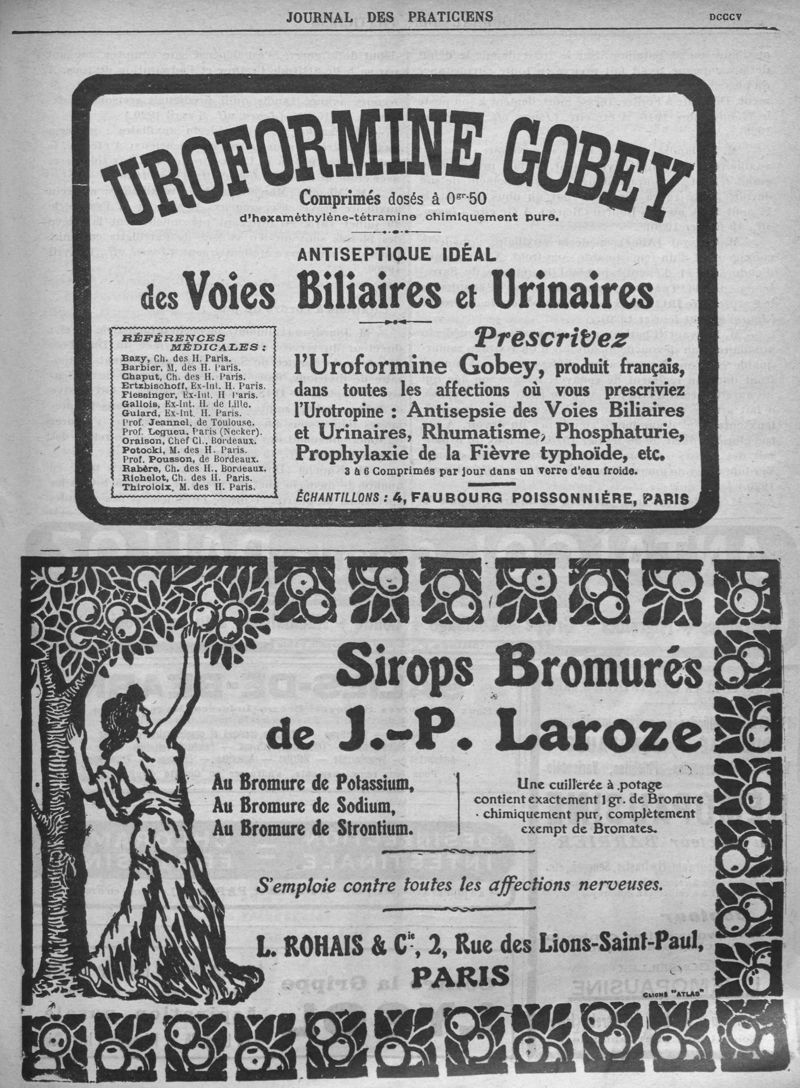 JOURNAL DES PRATICIENS
DCCCV
UROFORMINE GOBEY
Comprimés dosés à 0gr.50
d'hexaméthylène-tétramine chimiquement pure.
ANTISEPTIQUE IDÉAL
des Voies Biliaires et Urinaires
RÉFÉRENCES
MÉDICALES :
Bazy, Ch. des H. Paris.
Barbier, M. des H. Paris.
Chaput, Ch. des H. Paris.
Ertzbischoff, Ex-Int. H. Paris.
Fiessinger, Ex-Int. H Paris.
Gallois, Ex-Int. H. de Lille.
Guiard, Ex-Int. H. Paris.
Prof. Jeannel, de Toulouse.
Prof. Legueu, Paris (Necker).
Oraison, Chef Cl., Bordeaux.
Potocki, M. des H. Paris.
Prof. Pousson, de Bordeaux.
Rabère, Ch. des H., Bordeaux.
Richelot, Ch. des H. Paris.
Thiroloix, M. des H. Paris.
Prescrivez
l'Uroformine Gobey, produit français,
dans toutes les affections où vous prescriviez
l'Urotropine : Antisepsie des Voies Biliaires
et Urinaires, Rhumatisme, Phosphaturie,
Prophylaxie de la Fièvre typhoïde, etc.
3 à 6 Comprimés par jour dans un verre d'eau froide.
ÉCHANTILLONS : 4, FAUBOURG POISSONNIÈRE, PARIS
Sirops Bromurés
de J.-P. Laroze
Au Bromure de Potassium,
Au Bromure de Sodium,
Au Bromure de Strontium.
Une cuillérée à potage
contient exactement 1 gr. de Bromure
chimiquement pur, complètement
exempt de Bromates.
S'emploie contre toutes les affections nerveuses.
L. ROHAIS & Cie, 2, Rue des Lions-Saint-Paul,
PARIS
CLICHS "ATLAS"